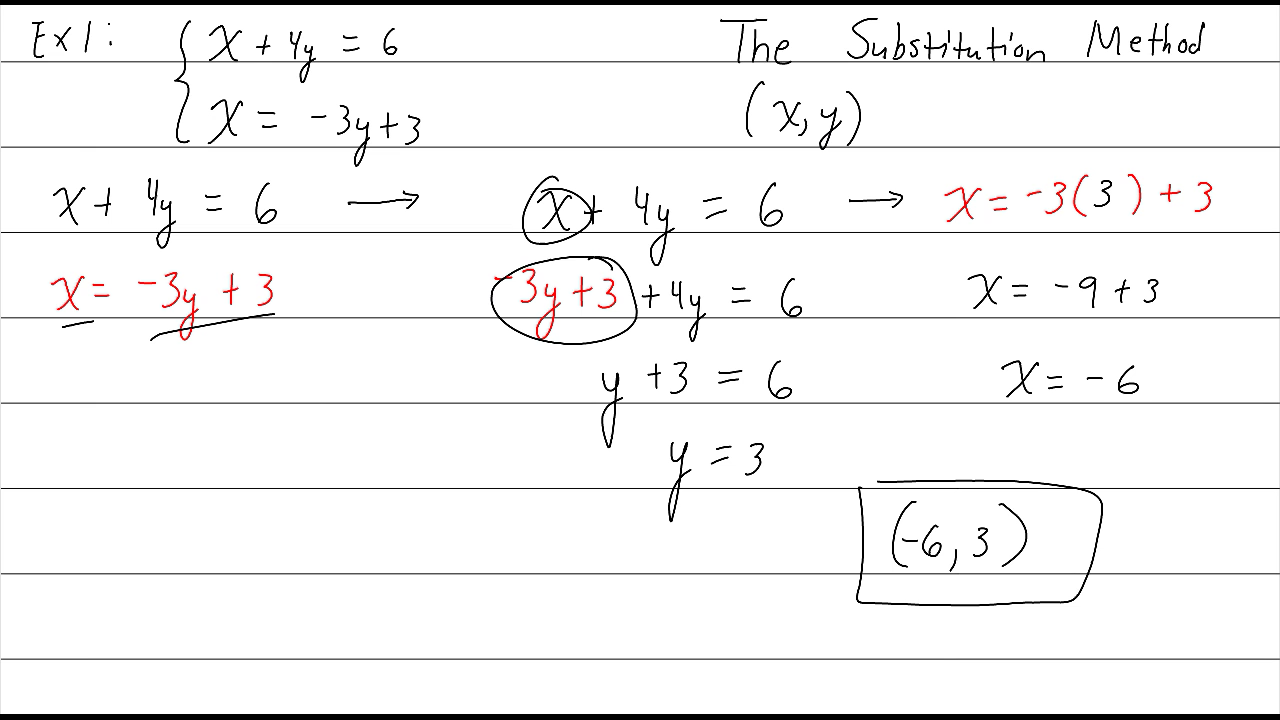 Ex 1: { x + 4y = 6
x = -3y + 3
The Substitution Method
(x, y)
x + 4y = 6 →
x = -3y + 3
x + 4y = 6 →
-3y + 3 + 4y = 6
y + 3 = 6
y = 3
x = -3(3) + 3
x = -9 + 3
x = -6
(-6, 3)